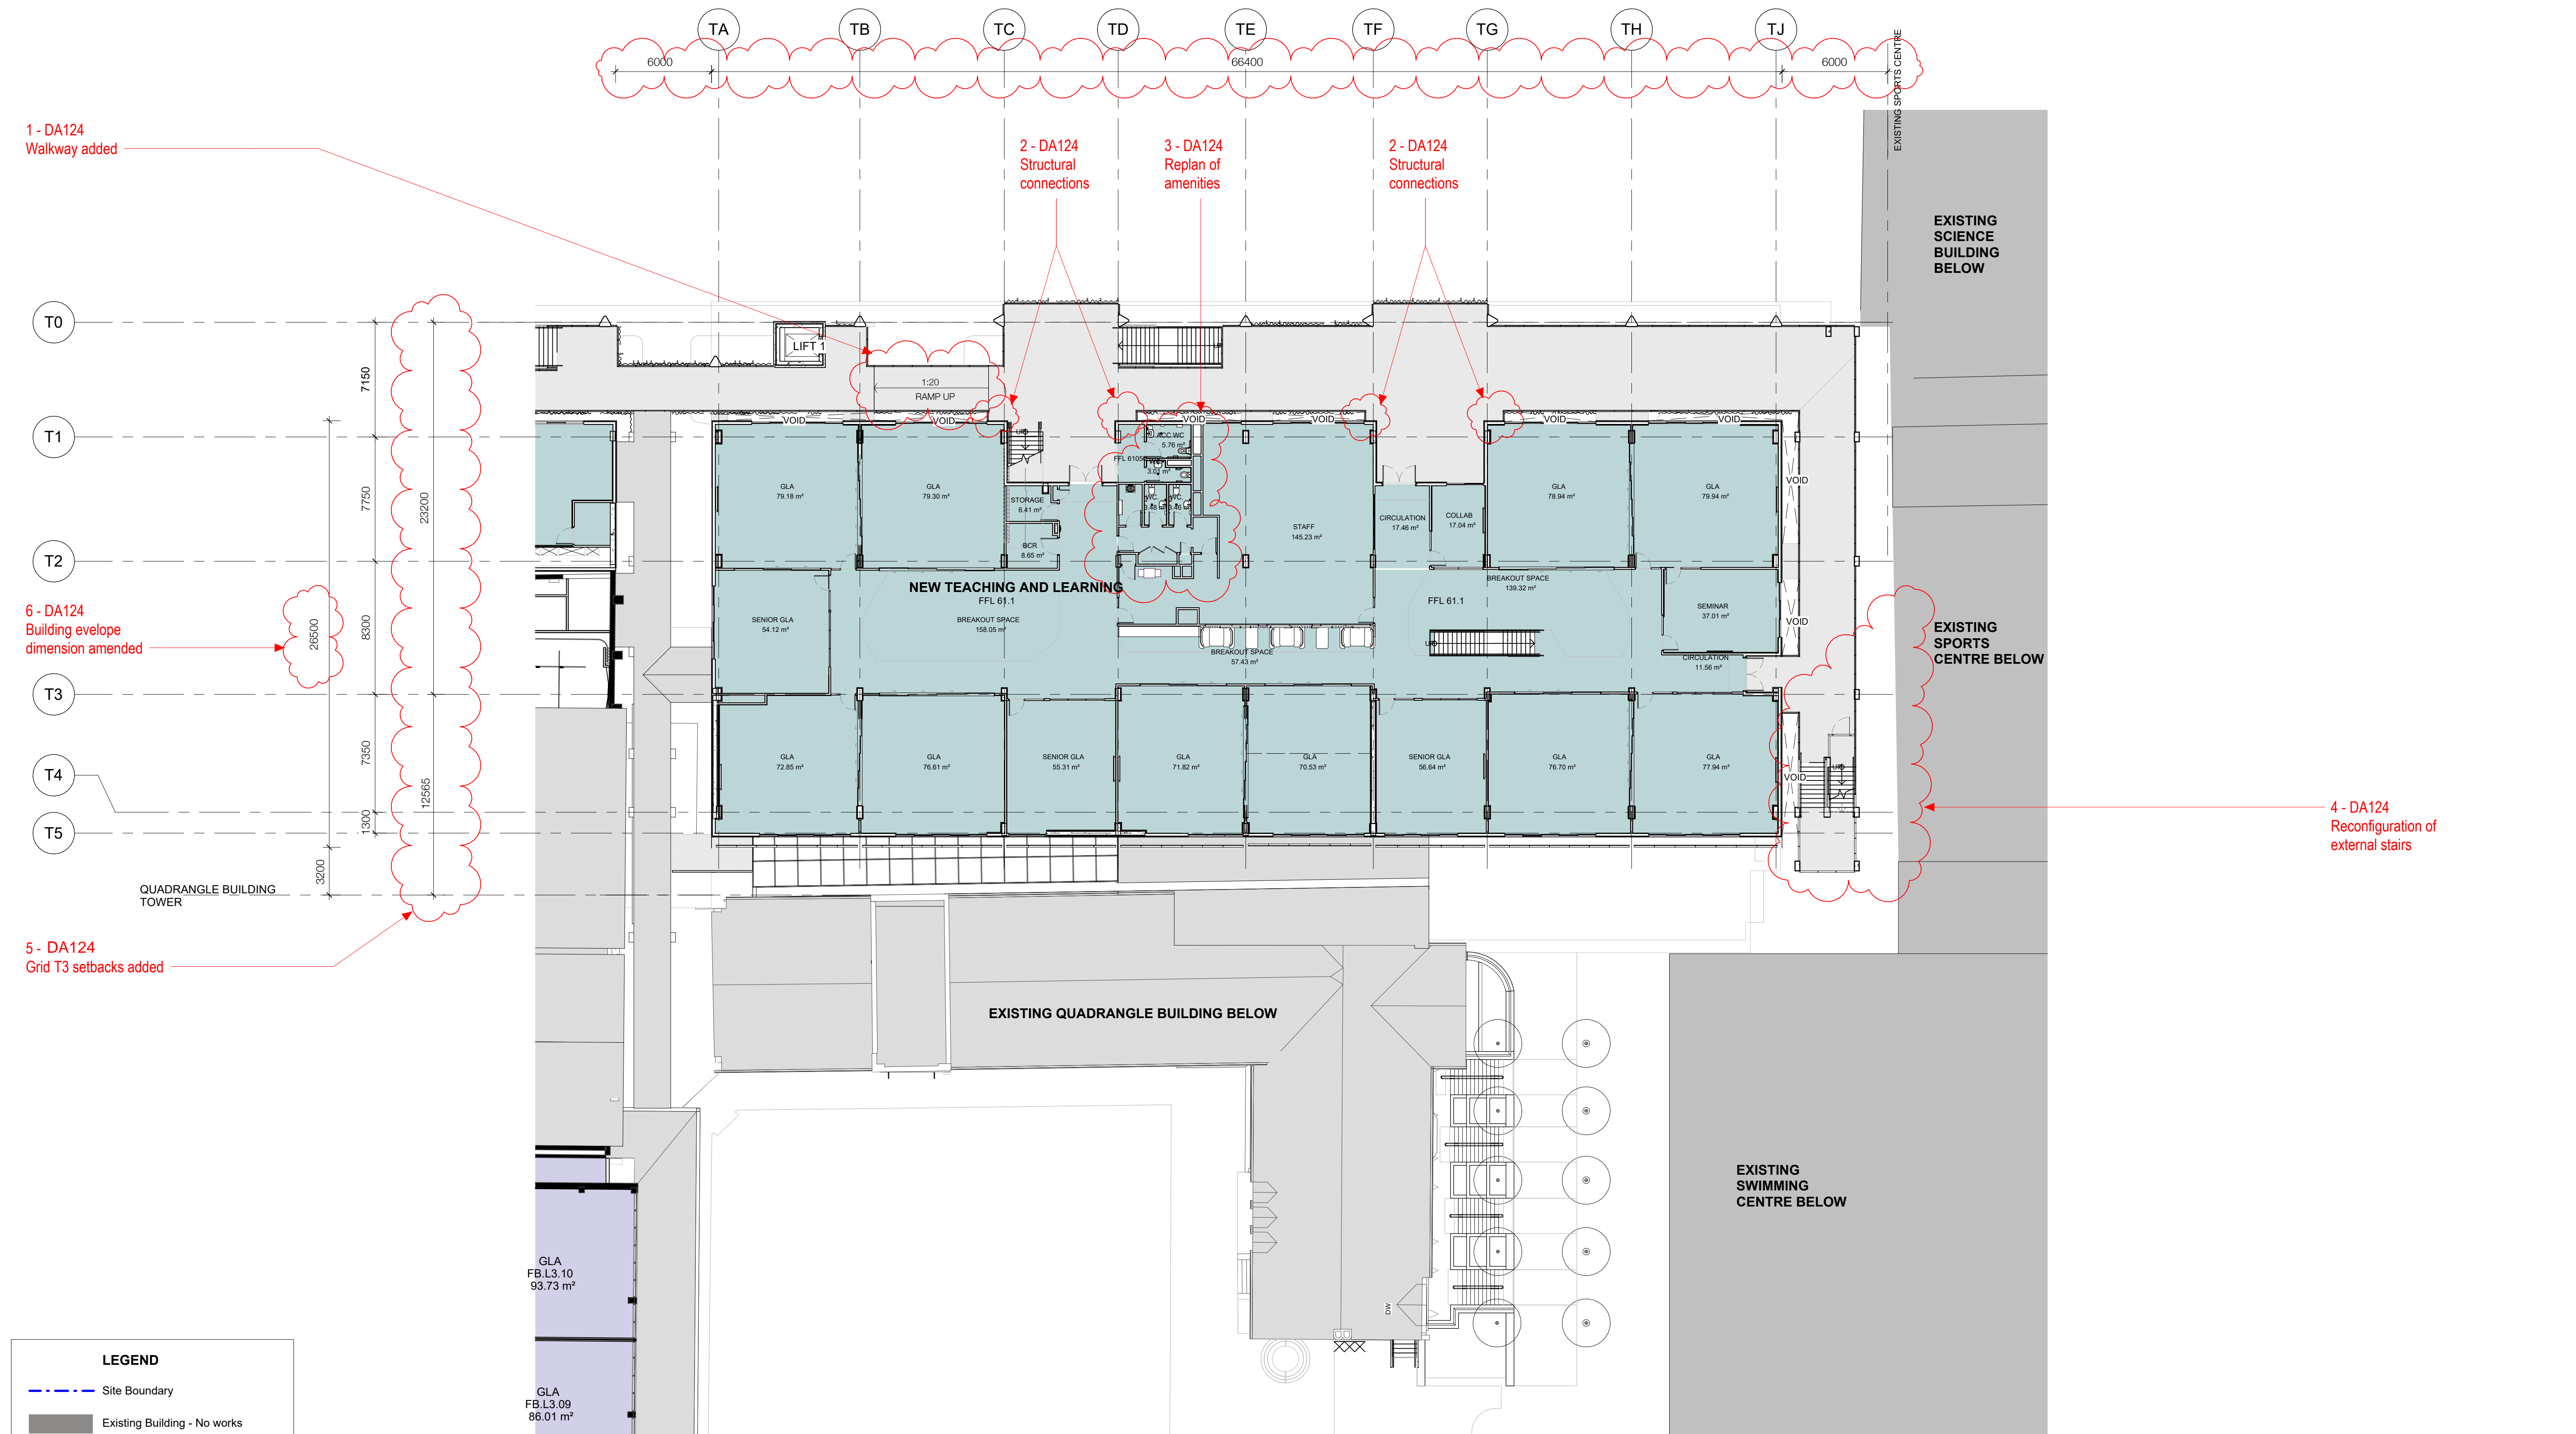 TA
TB
TC
TD
TE
TF
TG
TH
TJ
6000
66400
6000
EXISTING SPORTS CENTRE
1 - DA124
Walkway added
2 - DA124
Structural
connections
3 - DA124
Replan of
amenities
2 - DA124
Structural
connections
EXISTING
SCIENCE
BUILDING
BELOW
T0
T1
T2
T3
T4
T5
7150
7750
8300
7350
1300
23200
12565
26500
3200
LIFT 1
1:20
RAMP UP
UP
VOID
VOID
VOID
VOID
VOID
VOID
VOID
VOID
VOID
GLA
79.18 m²
GLA
79.30 m²
STORAGE
6.41 m²
BCR
8.65 m²
ACC.WC
5.76 m²
3.01 m²
WC.
WC.
STAFF
145.23 m²
CIRCULATION
17.46 m²
COLLAB
17.04 m²
GLA
78.94 m²
GLA
79.94 m²
NEW TEACHING AND LEARNING
FFL 61.1
BREAKOUT SPACE
158.05 m²
SENIOR GLA
54.12 m²
BREAKOUT SPACE
139.32 m²
FFL 61.1
SEMINAR
37.01 m²
BREAKOUT SPACE
57.43 m²
CIRCULATION
11.56 m²
GLA
72.85 m²
GLA
76.61 m²
SENIOR GLA
55.31 m²
GLA
71.82 m²
GLA
70.53 m²
SENIOR GLA
56.64 m²
GLA
76.70 m²
GLA
77.94 m²
6 - DA124
Building evelope
dimension amended
EXISTING
SPORTS
CENTRE BELOW
4 - DA124
Reconfiguration of
external stairs
QUADRANGLE BUILDING
TOWER
5 - DA124
Grid T3 setbacks added
EXISTING QUADRANGLE BUILDING BELOW
EXISTING
SWIMMING
CENTRE BELOW
DW
GLA
FB.L3.10
93.73 m²
GLA
FB.L3.09
86.01 m²
LEGEND
Site Boundary
Existing Building - No works